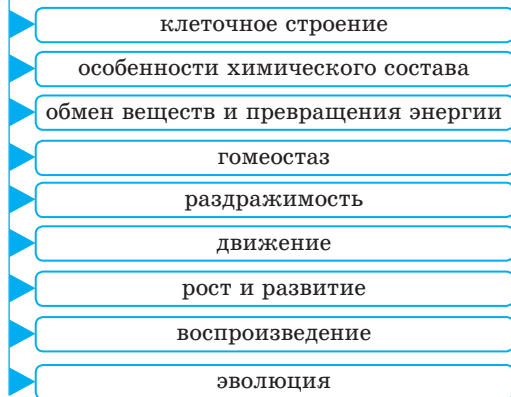 клеточное строение
особенности химического состава
обмен веществ и превращения энергии
гомеостаз
раздражимость
движение
рост и развитие
воспроизведение
эволюция